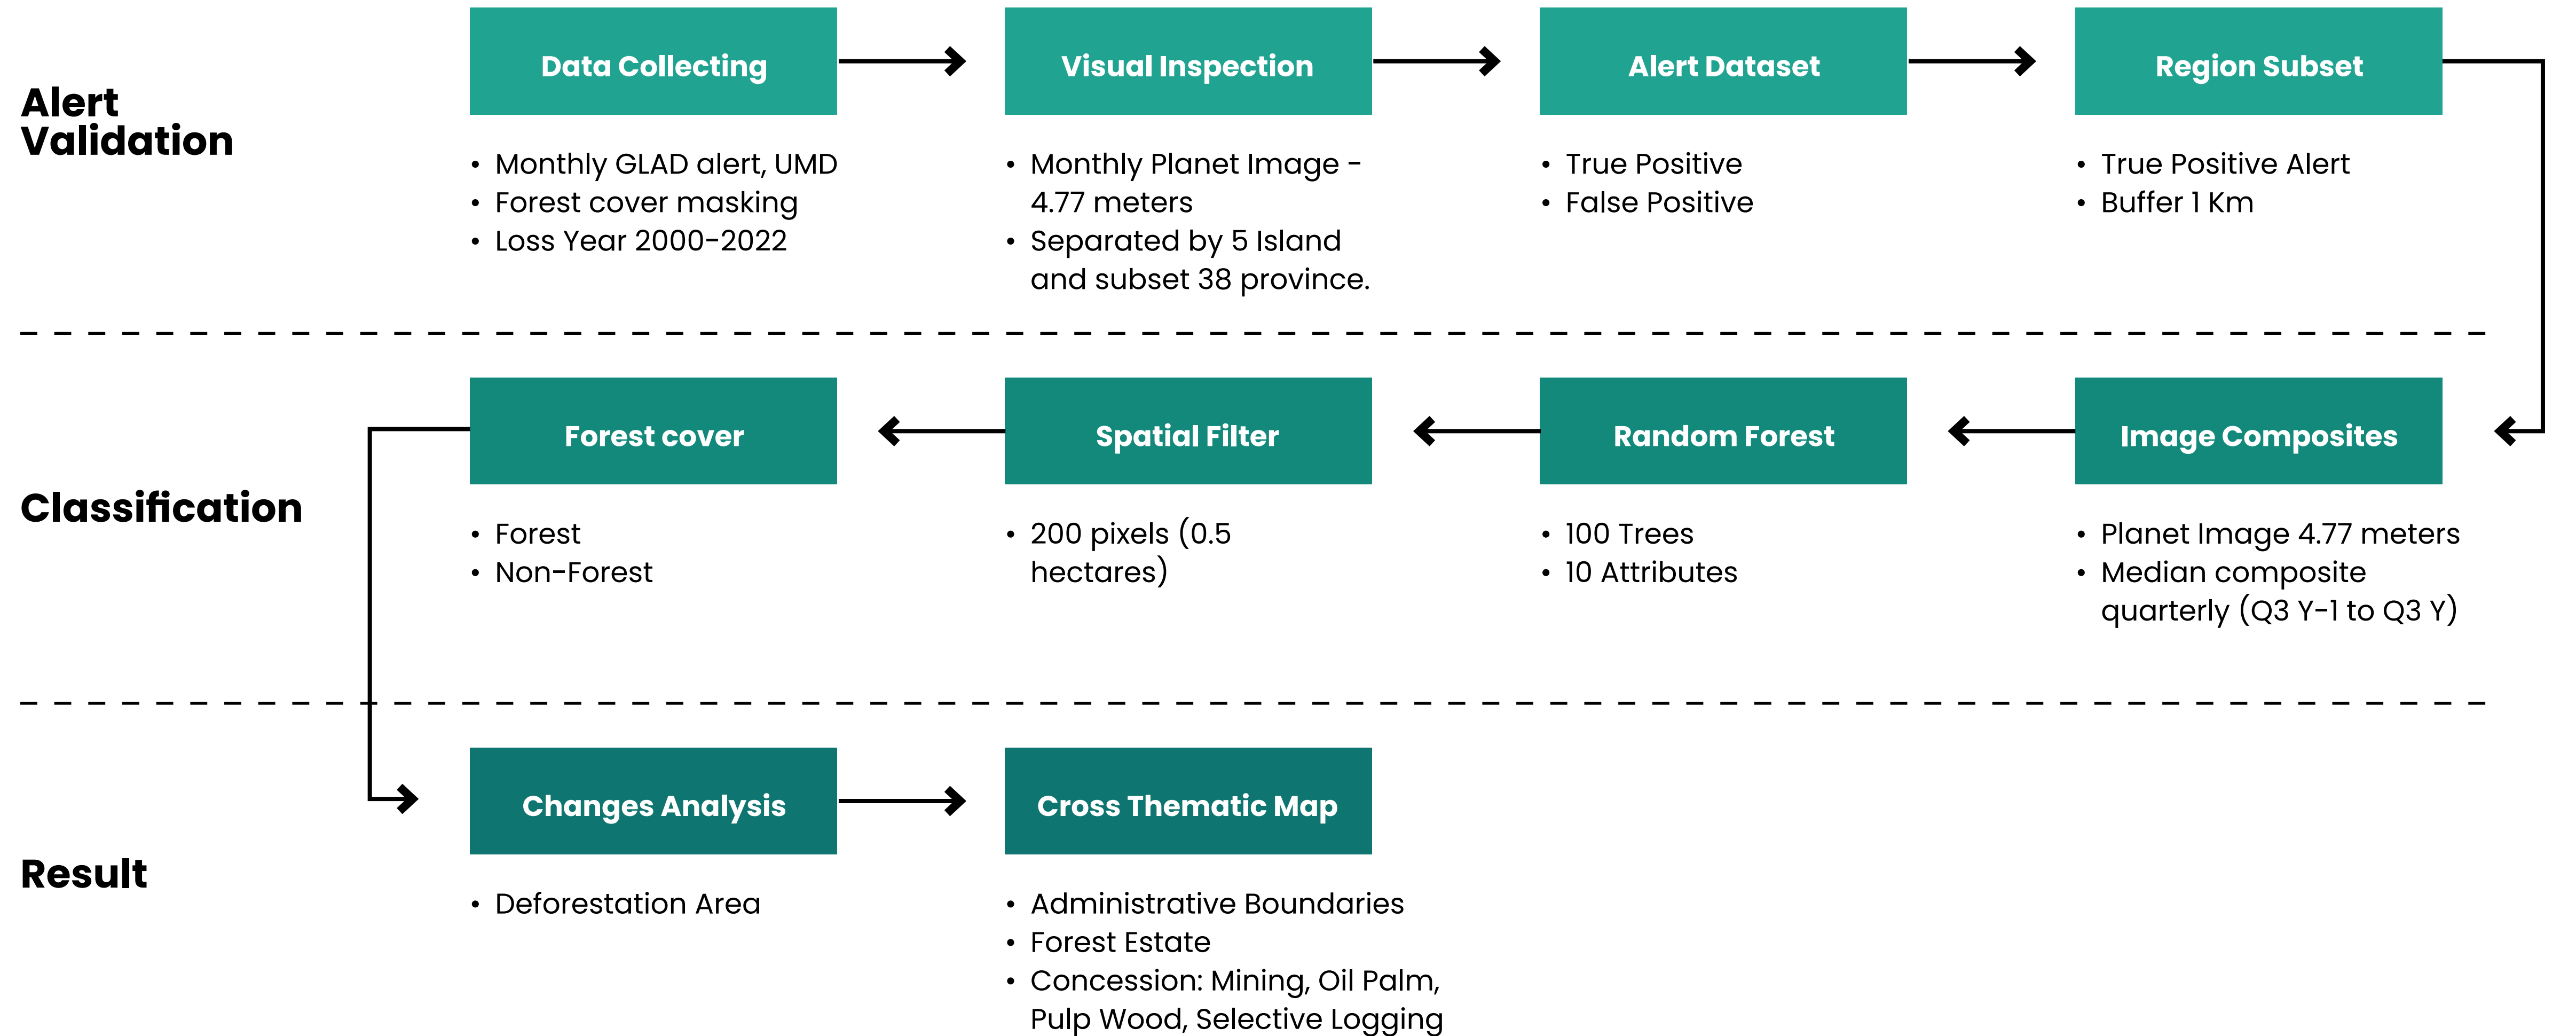 Alert
Validation
Data Collecting
• Monthly GLAD alert, UMD
• Forest cover masking
• Loss Year 2000-2022
Visual Inspection
• Monthly Planet Image -
4.77 meters
• Separated by 5 Island
and subset 38 province.
Alert Dataset
• True Positive
• False Positive
Region Subset
• True Positive Alert
• Buffer 1 Km
Classification
Image Composites
• Planet Image 4.77 meters
• Median composite
quarterly (Q3 Y-1 to Q3 Y)
Random Forest
• 100 Trees
• 10 Attributes
Spatial Filter
• 200 pixels (0.5
hectares)
Forest cover
• Forest
• Non-Forest
Result
Changes Analysis
• Deforestation Area
Cross Thematic Map
• Administrative Boundaries
• Forest Estate
• Concession: Mining, Oil Palm,
Pulp Wood, Selective Logging